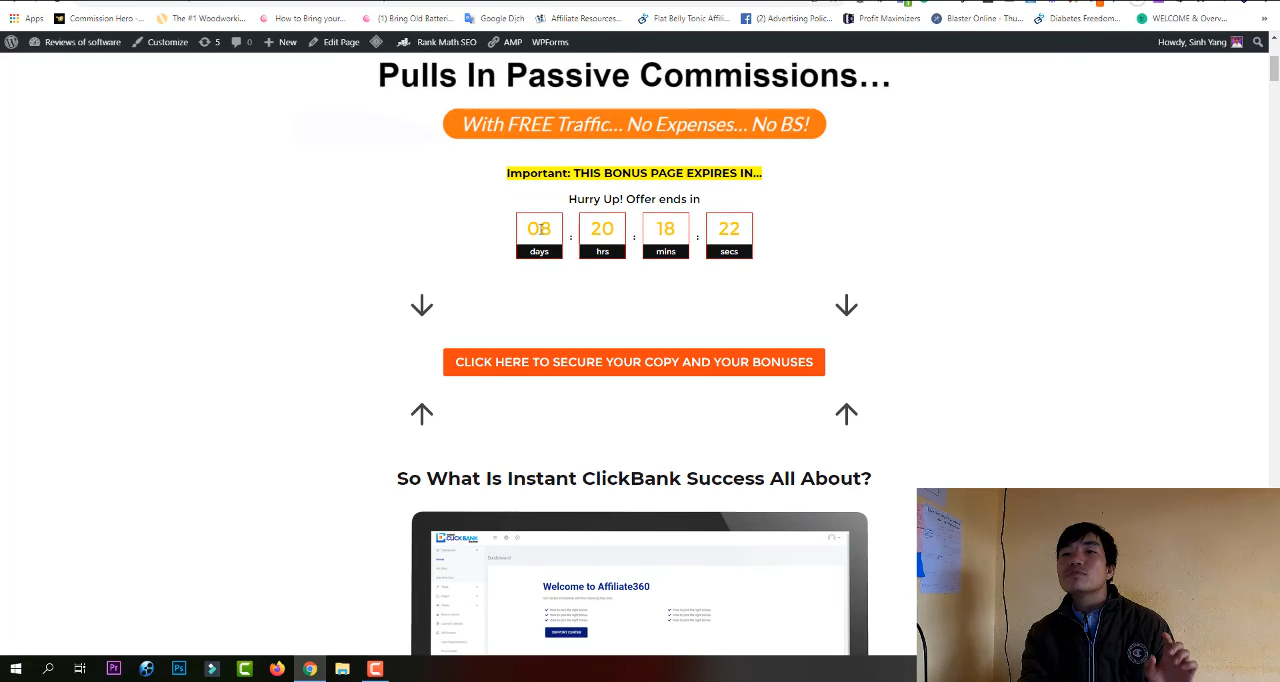 Apps
Commission Hero -...
The #1 Woodworki...
How to Bring your...
(1) Bring Old Batteri...
Google Dịch
Affiliate Resources...
Flat Belly Tonic Affili...
(2) Advertising Polic...
Profit Maximizers
Blaster Online - Thu...
Diabetes Freedom...
WELCOME & Overv...
»
Reviews of software
Customize
5
0
New
Edit Page
Rank Math SEO
AMP
WPForms
Howdy, Sinh Yang
Pulls In Passive Commissions...
With FREE Traffic... No Expenses... No BS!
Important: THIS BONUS PAGE EXPIRES IN...
Hurry Up! Offer ends in
08 : 20 : 18 : 22
days hrs mins secs
CLICK HERE TO SECURE YOUR COPY AND YOUR BONUSES
So What Is Instant ClickBank Success All About?
CLICKBANK
Dashboard
Welcome to Affiliate360
SUPPORT CENTER
Pr
Ps
C
C